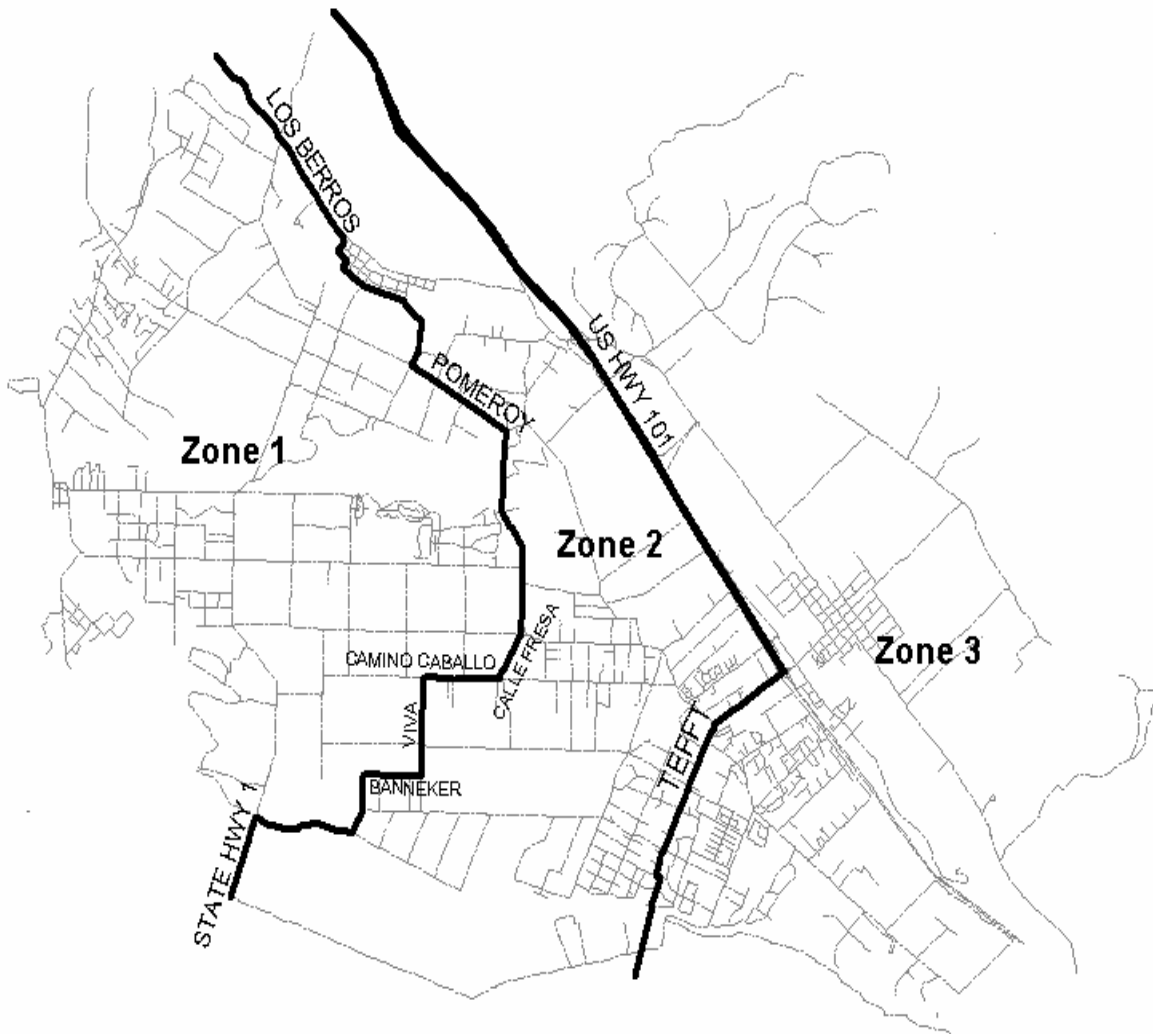 LOS BERROS
US HWY 101
POMEROY
Zone 1
Zone 2
CALLE FRESA
Zone 3
CAMINO CABALLO
VIVA
TEFFT
BANNEKER
STATE HWY 1